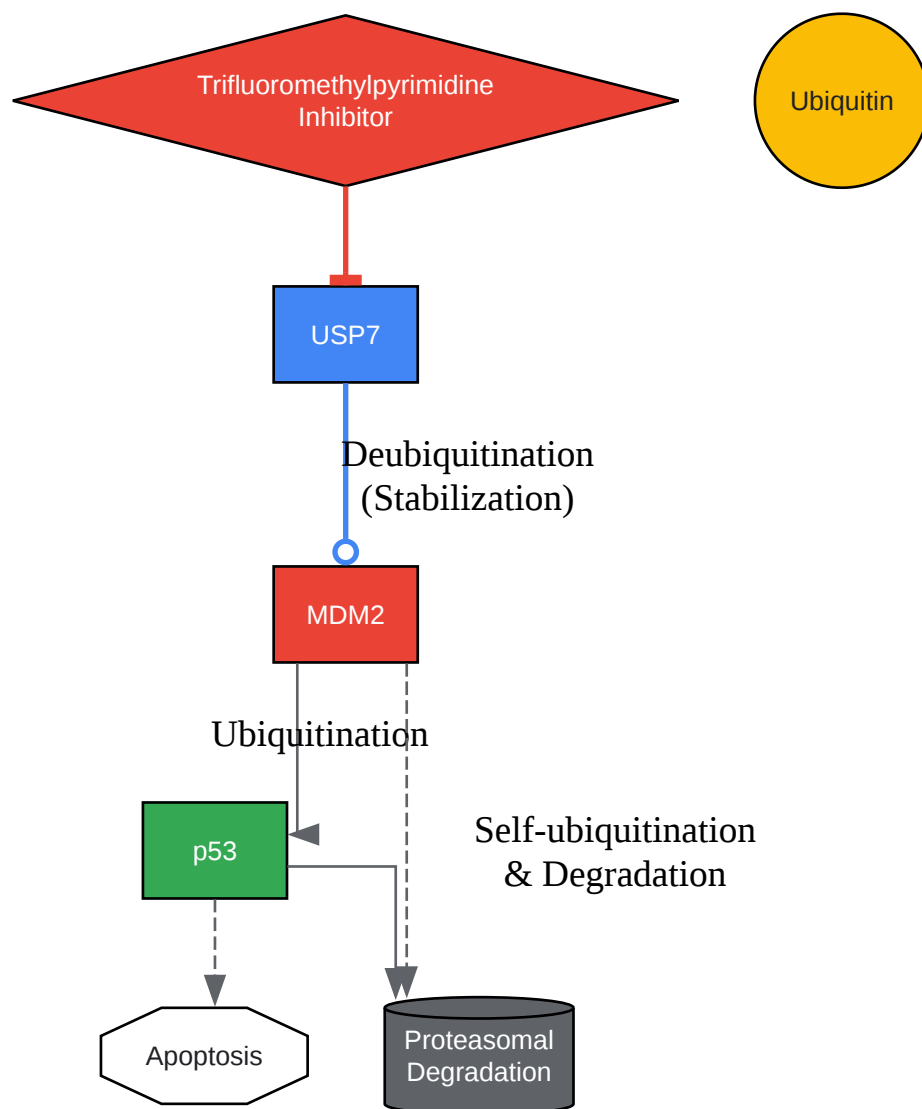 Trifluoromethylpyrimidine
Inhibitor
Ubiquitin
USP7
Deubiquitination
(Stabilization)
MDM2
Ubiquitination
p53
Self-ubiquitination
& Degradation
Apoptosis
Proteasomal
Degradation